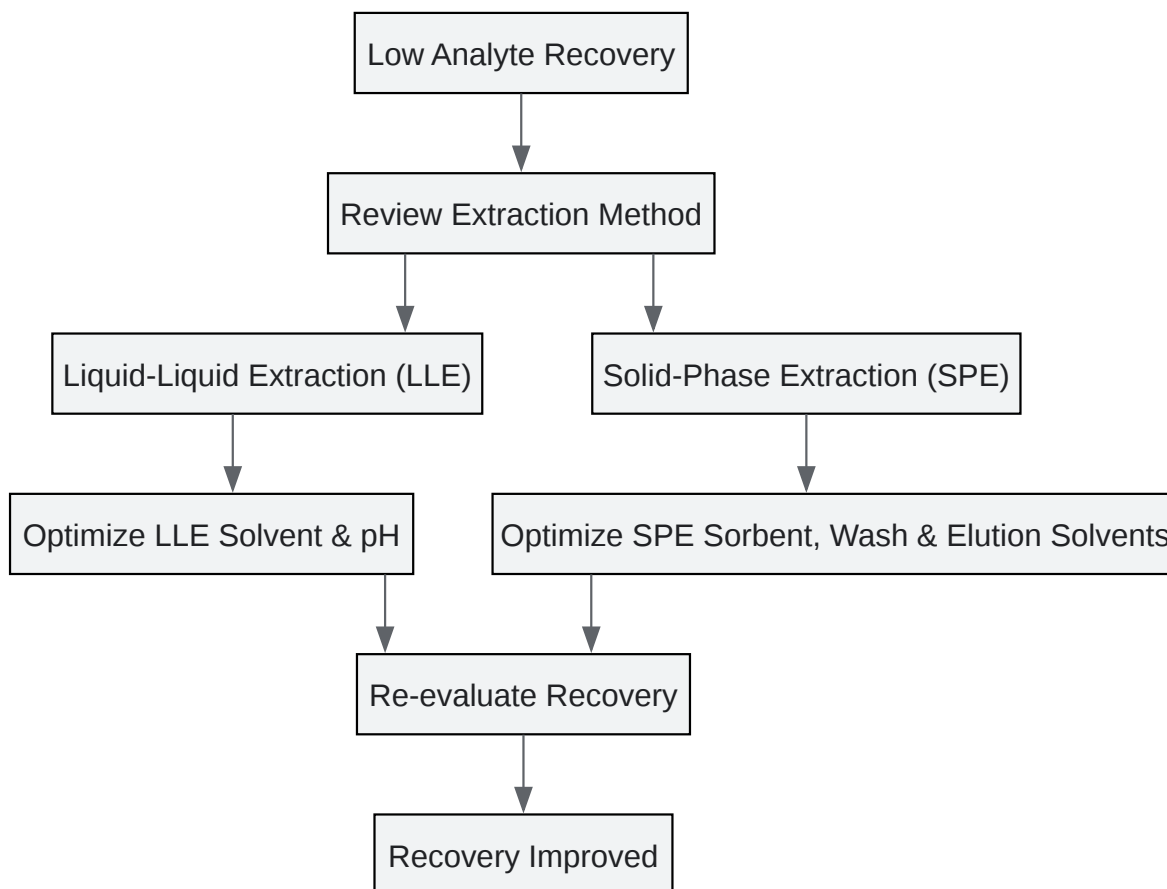 Low Analyte Recovery
Review Extraction Method
Liquid-Liquid Extraction (LLE)
Solid-Phase Extraction (SPE)
Optimize LLE Solvent & pH
Optimize SPE Sorbent, Wash & Elution Solvents
Re-evaluate Recovery
Recovery Improved